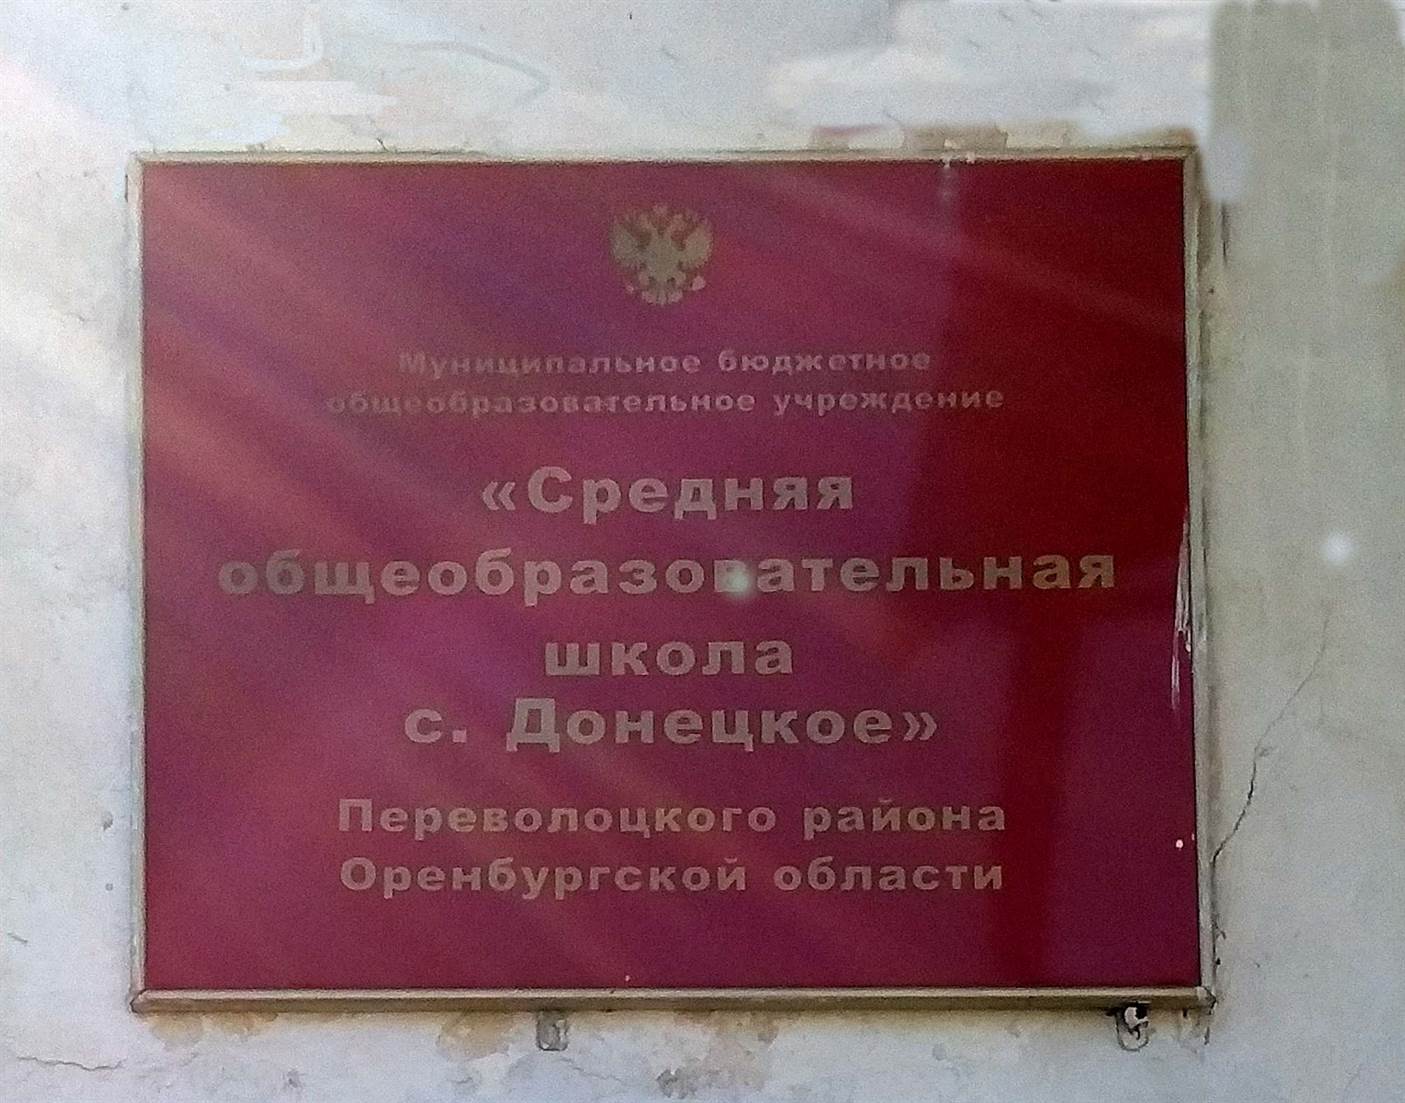 Муниципальное бюджетное
общеобразовательное учреждение
«Средняя
общеобразовательная
школа
с. Донецкое»
Переволоцкого района
Оренбургской области